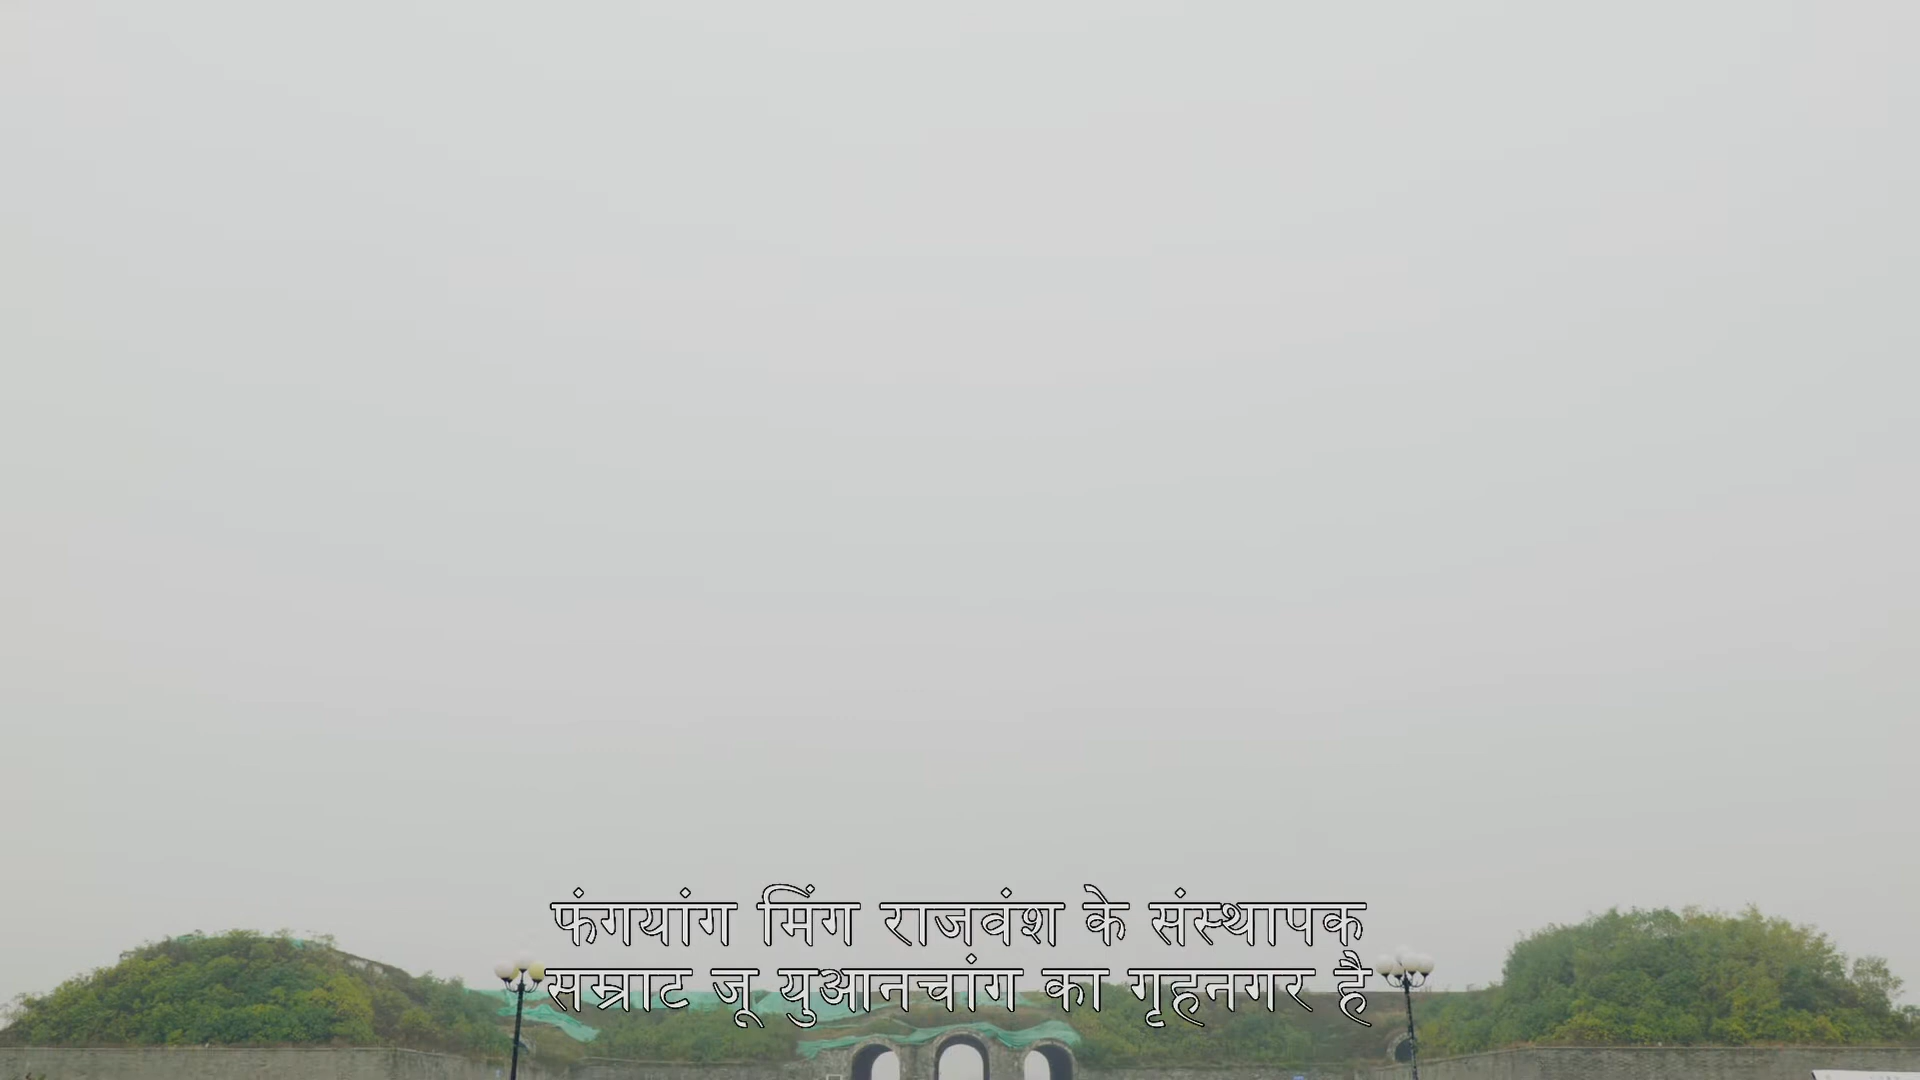 फंगयांग मिंग राजवंश के संस्थापक
सम्राट जू युआनचांग का गृहनगर है